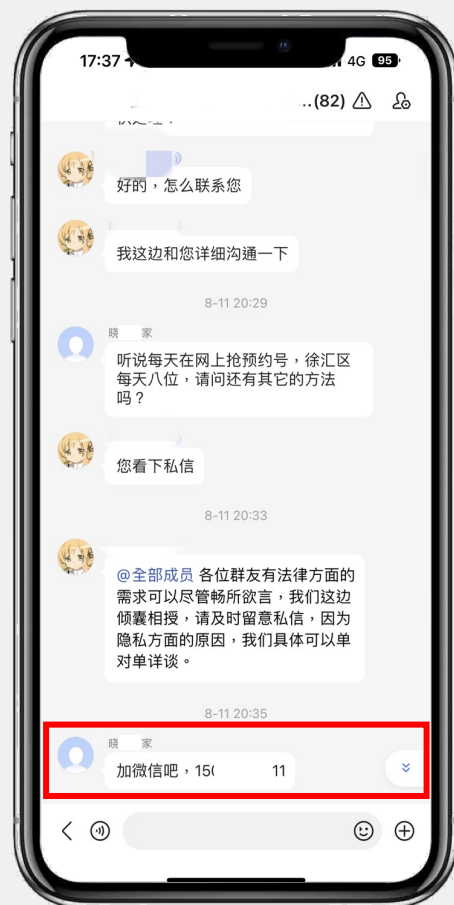 17:37
4G 95
..(82)
好的，怎么联系您
我这边和您详细沟通一下
8-11 20:29
晓 家
听说每天在网上抢预约号，徐汇区
每天八位，请问还有其它的方法
吗？
您看下私信
8-11 20:33
@全部成员 各位群友有法律方面的
需求可以尽管畅所欲言，我们这边
倾囊相授，请及时留意私信，因为
隐私方面的原因，我们具体可以单
对单详谈。
8-11 20:35
晓 家
加微信吧，150 11